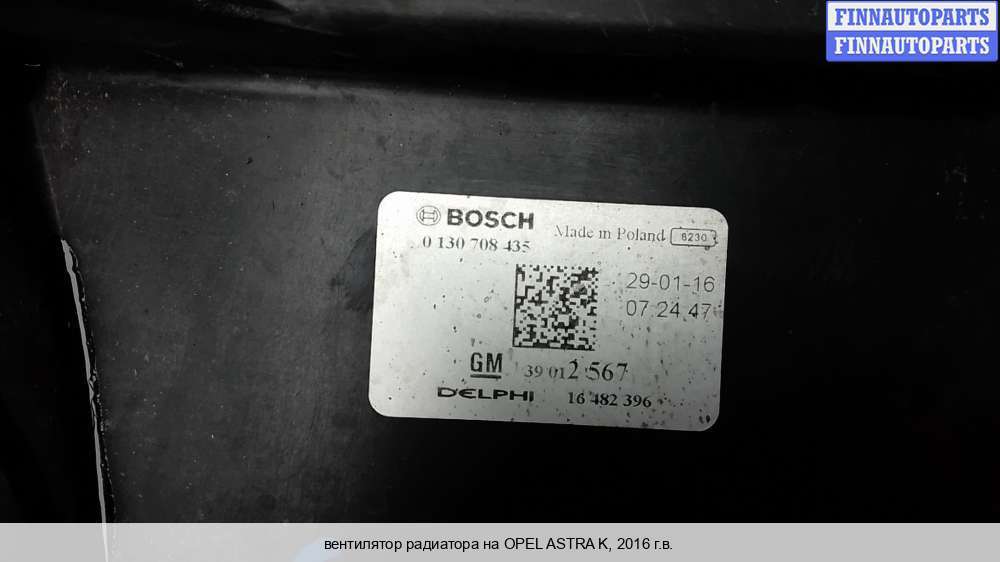 FINNAUTOPARTS
FINNAUTOPARTS
BOSCH
Made in Poland 6230
0 130 708 435
29-01-16
07:24:47
GM 39 012 567
DELPHI 16 482 396
вентилятор радиатора на OPEL ASTRA K, 2016 г.в.